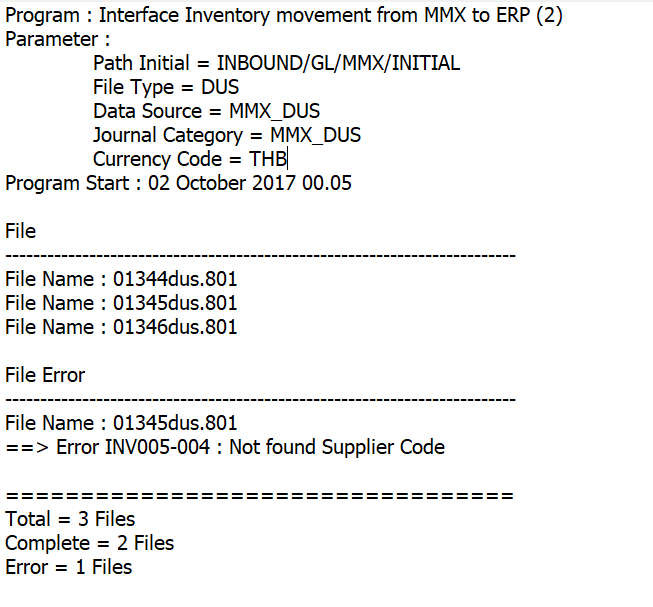 Program : Interface Inventory movement from MMX to ERP (2)
Parameter :
Path Initial = INBOUND/GL/MMX/INITIAL
File Type = DUS
Data Source = MMX_DUS
Journal Category = MMX_DUS
Currency Code = THB
Program Start : 02 October 2017 00.05
File
--------------------------------------------------------------------------
File Name : 01344dus.801
File Name : 01345dus.801
File Name : 01346dus.801
File Error
--------------------------------------------------------------------------
File Name : 01345dus.801
==> Error INV005-004 : Not found Supplier Code
==================================
Total = 3 Files
Complete = 2 Files
Error = 1 Files